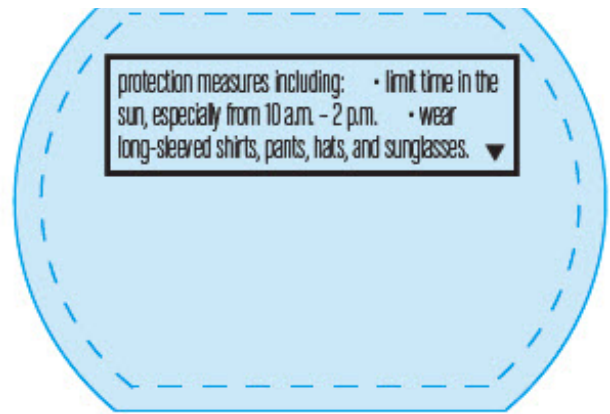 protection measures including: • limit time in the
sun, especially from 10 a.m. – 2 p.m. • wear
long-sleeved shirts, pants, hats, and sunglasses. ▼